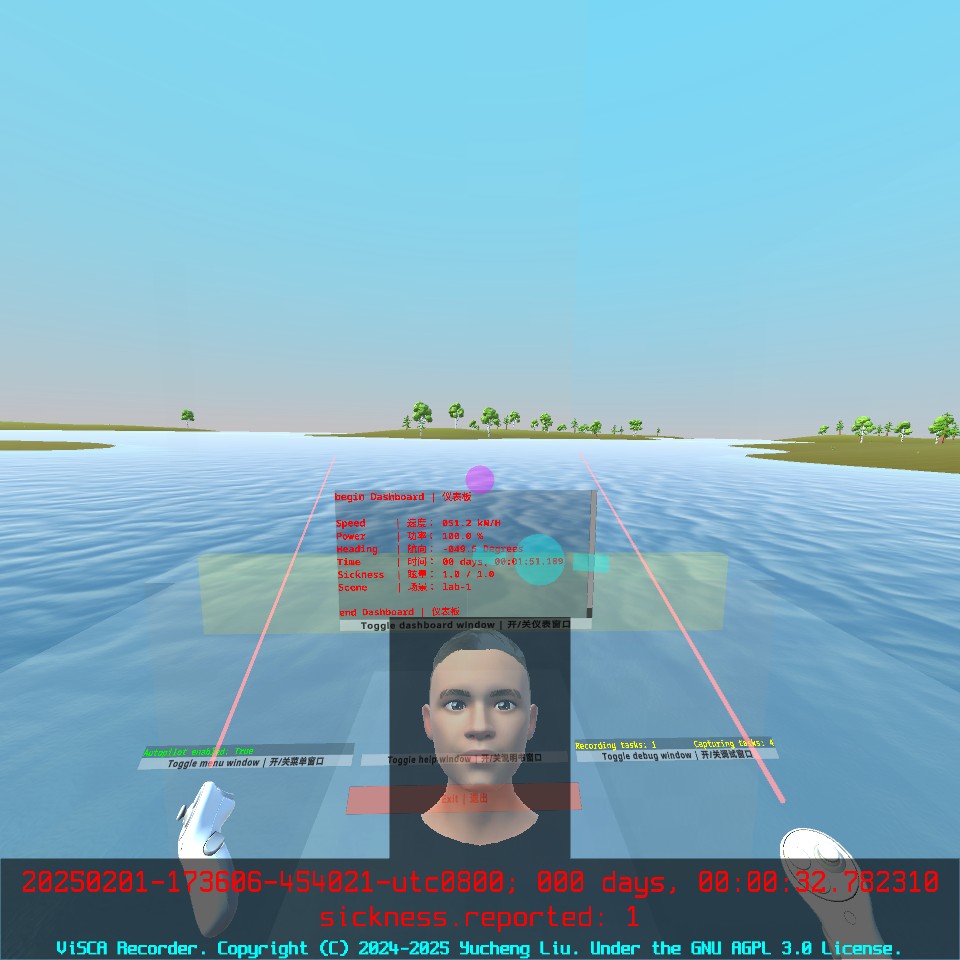 begin Dashboard | 仪表板
Speed | 速度： 051.2 kN/H
Power | 功率： 100.0 %
Heading | 航向： -049.5 Degrees
Time | 时间： 00 days, 00:01:51.189
Sickness | 眩晕： 1.0 / 1.0
Scene | 场景： lab-1
end Dashboard | 仪表板
Toggle dashboard window | 开/关仪表窗口
Autopilot enabled: True
Recording tasks: 1 Capturing tasks: 4
Toggle menu window | 开/关菜单窗口
Toggle help window | 开/关说明书窗口
Toggle debug window | 开/关调试窗口
Exit | 退出
20250201-173606-454021-utc0800; 000 days, 00:00:32.782310
sickness.reported: 1
ViSCA Recorder. Copyright (C) 2024-2025 Yucheng Liu. Under the GNU AGPL 3.0 License.